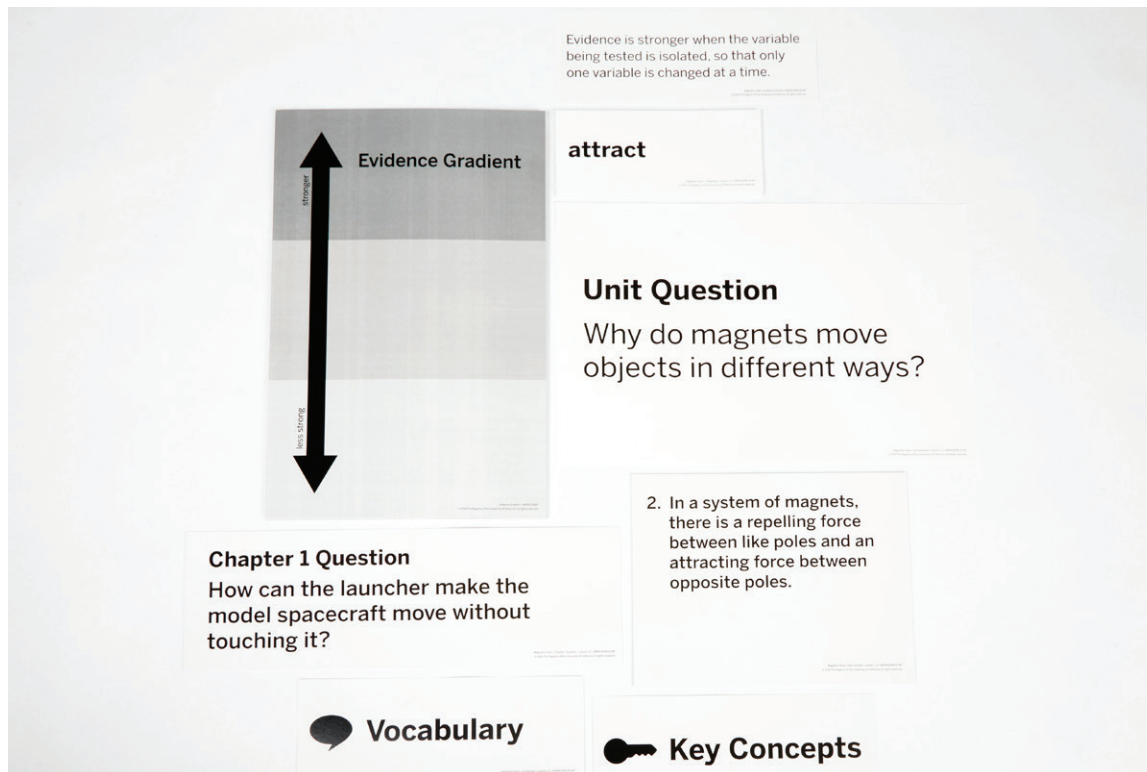 Evidence is stronger when the variable
being tested is isolated, so that only
one variable is changed at a time.
Evidence Gradient
stronger
less strong
attract
Unit Question
Why do magnets move
objects in different ways?
Chapter 1 Question
How can the launcher make the
model spacecraft move without
touching it?
2. In a system of magnets,
there is a repelling force
between like poles and an
attracting force between
opposite poles.
Vocabulary
Key Concepts